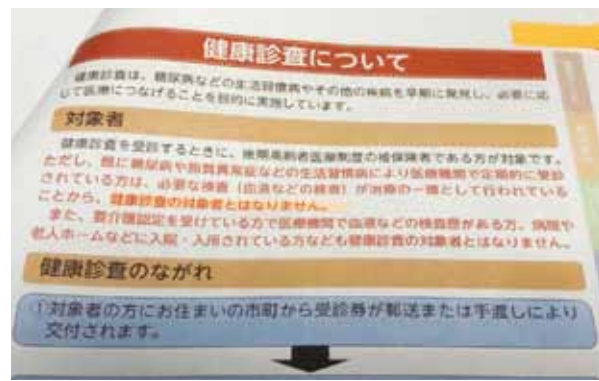 健康診査について
健康診査は、糖尿病などの生活習慣病やその他の疾病を早期に発見し、必要に応
じて医療につなげることを目的に実施しています。
対象者
健康診査を受診するときに、後期高齢者医療制度の被保険者である方が対象です。
ただし、既に糖尿病や脂質異常症などの生活習慣病により医療機関で定期的に受診
されている方は、必要な検査（血液などの検査）が治療の一環として行われている
ことから、健康診査の対象者とはなりません。
また、要介護認定を受けている方で医療機関で血液などの検査歴がある方、病院や
老人ホームなどに入院・入所されている方なども健康診査の対象者とはなりません。
健康診査のながれ
①対象者の方にお住まいの市町から受診券が郵送または手渡しにより
交付されます。